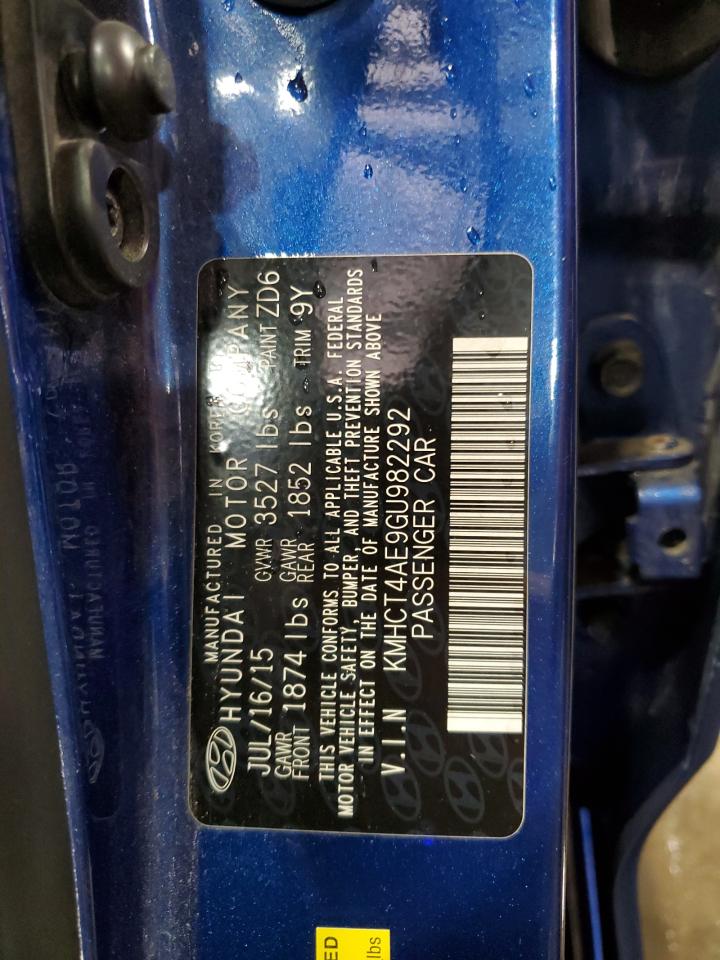 MANUFACTURED IN KOREA
HYUNDAI MOTOR COMPANY
JUL/16/15 GVWR 3527 lbs PAINT ZD6
GAWR FRONT 1874 lbs GAWR REAR 1852 lbs TRIM 9Y
THIS VEHICLE CONFORMS TO ALL APPLICABLE U.S.A. FEDERAL
MOTOR VEHICLE SAFETY, BUMPER, AND THEFT PREVENTION STANDARDS
IN EFFECT ON THE DATE OF MANUFACTURE SHOWN ABOVE
V.I.N KMHCT4AE9GU982292
PASSENGER CAR
ED
lbs